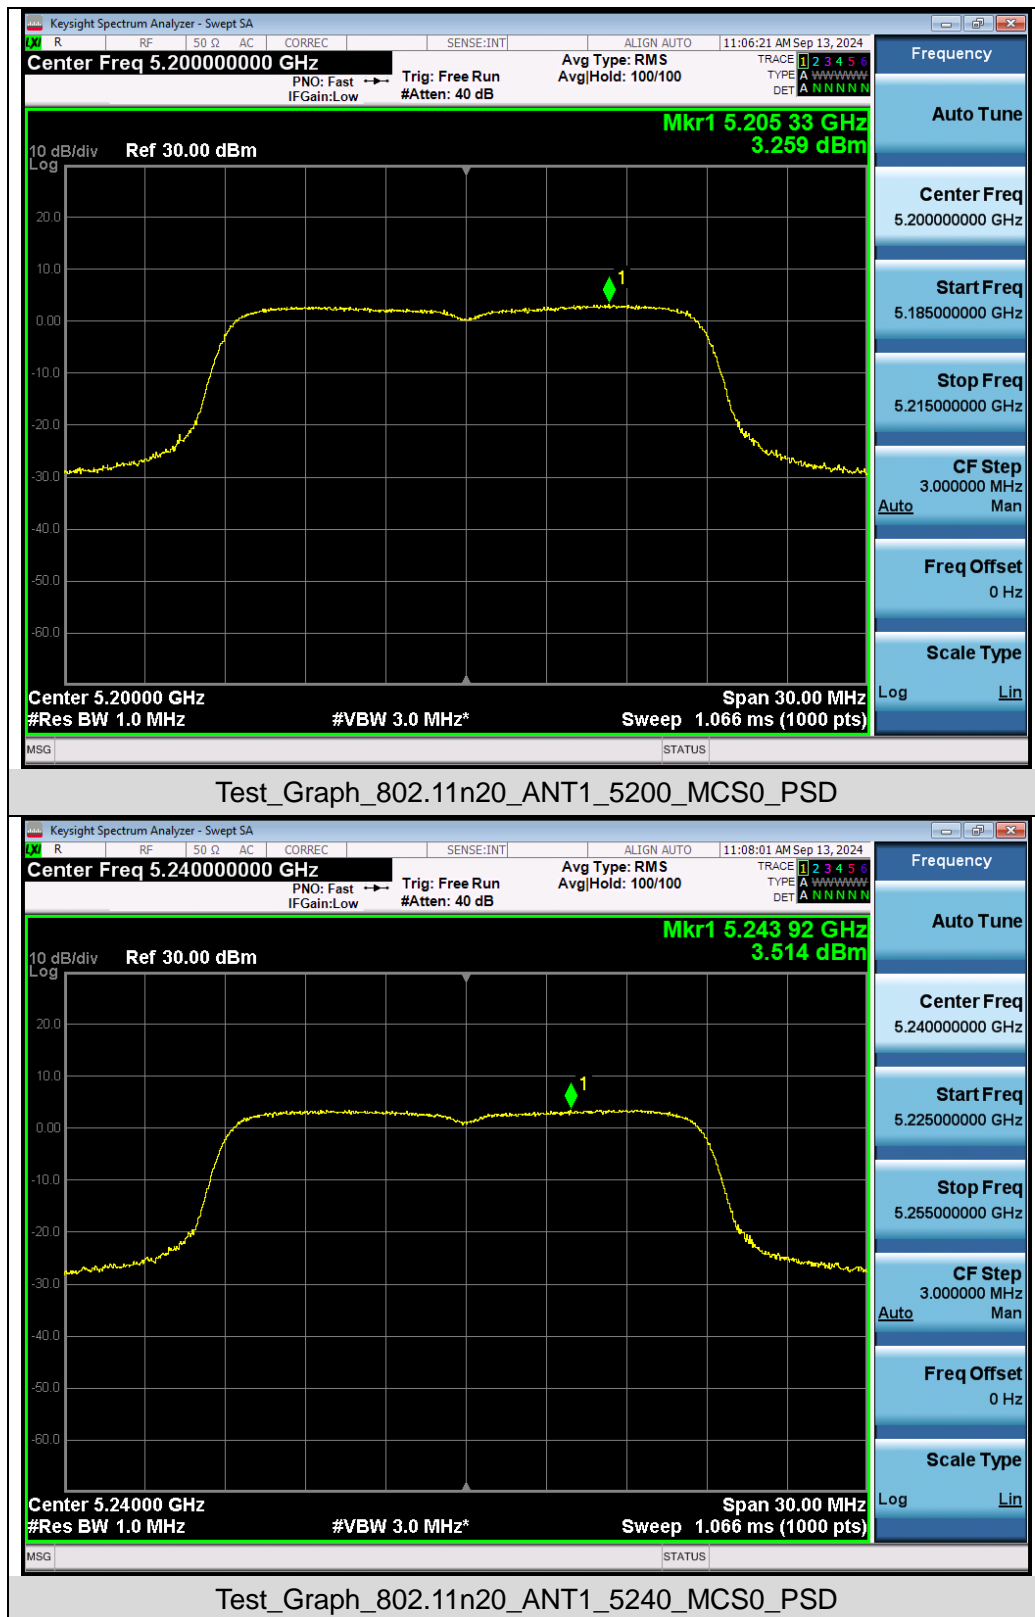 Keysight Spectrum Analyzer - Swept SA
LXI R RF 50 Ω AC CORREC SENSE:INT ALIGN AUTO 11:06:21 AM Sep 13, 2024
Center Freq 5.200000000 GHz Avg Type: RMS TRACE 1 2 3 4 5 6
PNO: Fast Trig: Free Run Avg|Hold: 100/100 TYPE A WWWWW
IFGain:Low #Atten: 40 dB DET A N N N N N
Mkr1 5.205 33 GHz
3.259 dBm
10 dB/div Ref 30.00 dBm
Log
20.0
10.0
1
0.00
-10.0
-20.0
-30.0
-40.0
-50.0
-60.0
Center 5.20000 GHz Span 30.00 MHz
#Res BW 1.0 MHz #VBW 3.0 MHz* Sweep 1.066 ms (1000 pts)
MSG STATUS
Frequency
Auto Tune
Center Freq
5.200000000 GHz
Start Freq
5.185000000 GHz
Stop Freq
5.215000000 GHz
CF Step
3.000000 MHz
Auto Man
Freq Offset
0 Hz
Scale Type
Log Lin
Test_Graph_802.11n20_ANT1_5200_MCS0_PSD
Keysight Spectrum Analyzer - Swept SA
LXI R RF 50 Ω AC CORREC SENSE:INT ALIGN AUTO 11:08:01 AM Sep 13, 2024
Center Freq 5.240000000 GHz Avg Type: RMS TRACE 1 2 3 4 5 6
PNO: Fast Trig: Free Run Avg|Hold: 100/100 TYPE A WWWWW
IFGain:Low #Atten: 40 dB DET A N N N N N
Mkr1 5.243 92 GHz
3.514 dBm
10 dB/div Ref 30.00 dBm
Log
20.0
10.0
1
0.00
-10.0
-20.0
-30.0
-40.0
-50.0
-60.0
Center 5.24000 GHz Span 30.00 MHz
#Res BW 1.0 MHz #VBW 3.0 MHz* Sweep 1.066 ms (1000 pts)
MSG STATUS
Frequency
Auto Tune
Center Freq
5.240000000 GHz
Start Freq
5.225000000 GHz
Stop Freq
5.255000000 GHz
CF Step
3.000000 MHz
Auto Man
Freq Offset
0 Hz
Scale Type
Log Lin
Test_Graph_802.11n20_ANT1_5240_MCS0_PSD